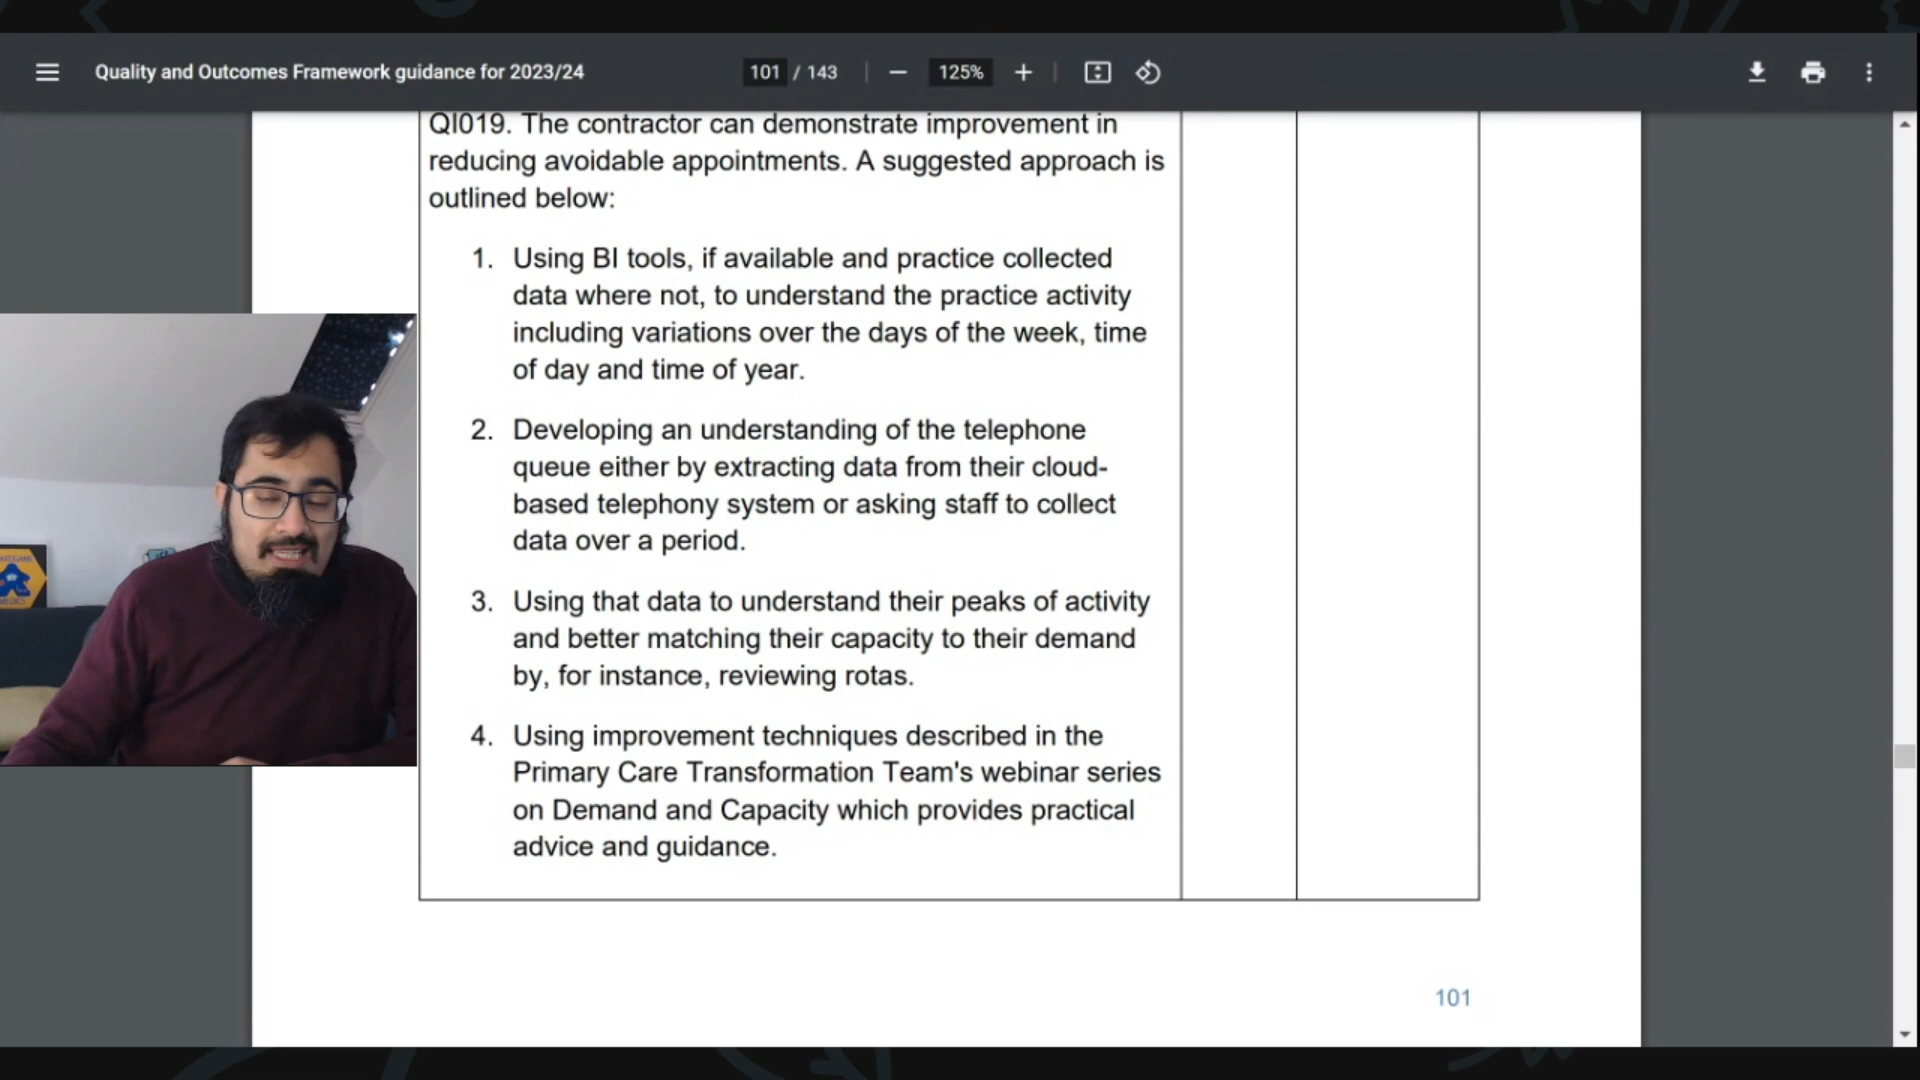 Quality and Outcomes Framework guidance for 2023/24
101 / 143
125%
QI019. The contractor can demonstrate improvement in
reducing avoidable appointments. A suggested approach is
outlined below:
1. Using BI tools, if available and practice collected
data where not, to understand the practice activity
including variations over the days of the week, time
of day and time of year.
2. Developing an understanding of the telephone
queue either by extracting data from their cloud-
based telephony system or asking staff to collect
data over a period.
3. Using that data to understand their peaks of activity
and better matching their capacity to their demand
by, for instance, reviewing rotas.
4. Using improvement techniques described in the
Primary Care Transformation Team's webinar series
on Demand and Capacity which provides practical
advice and guidance.
101